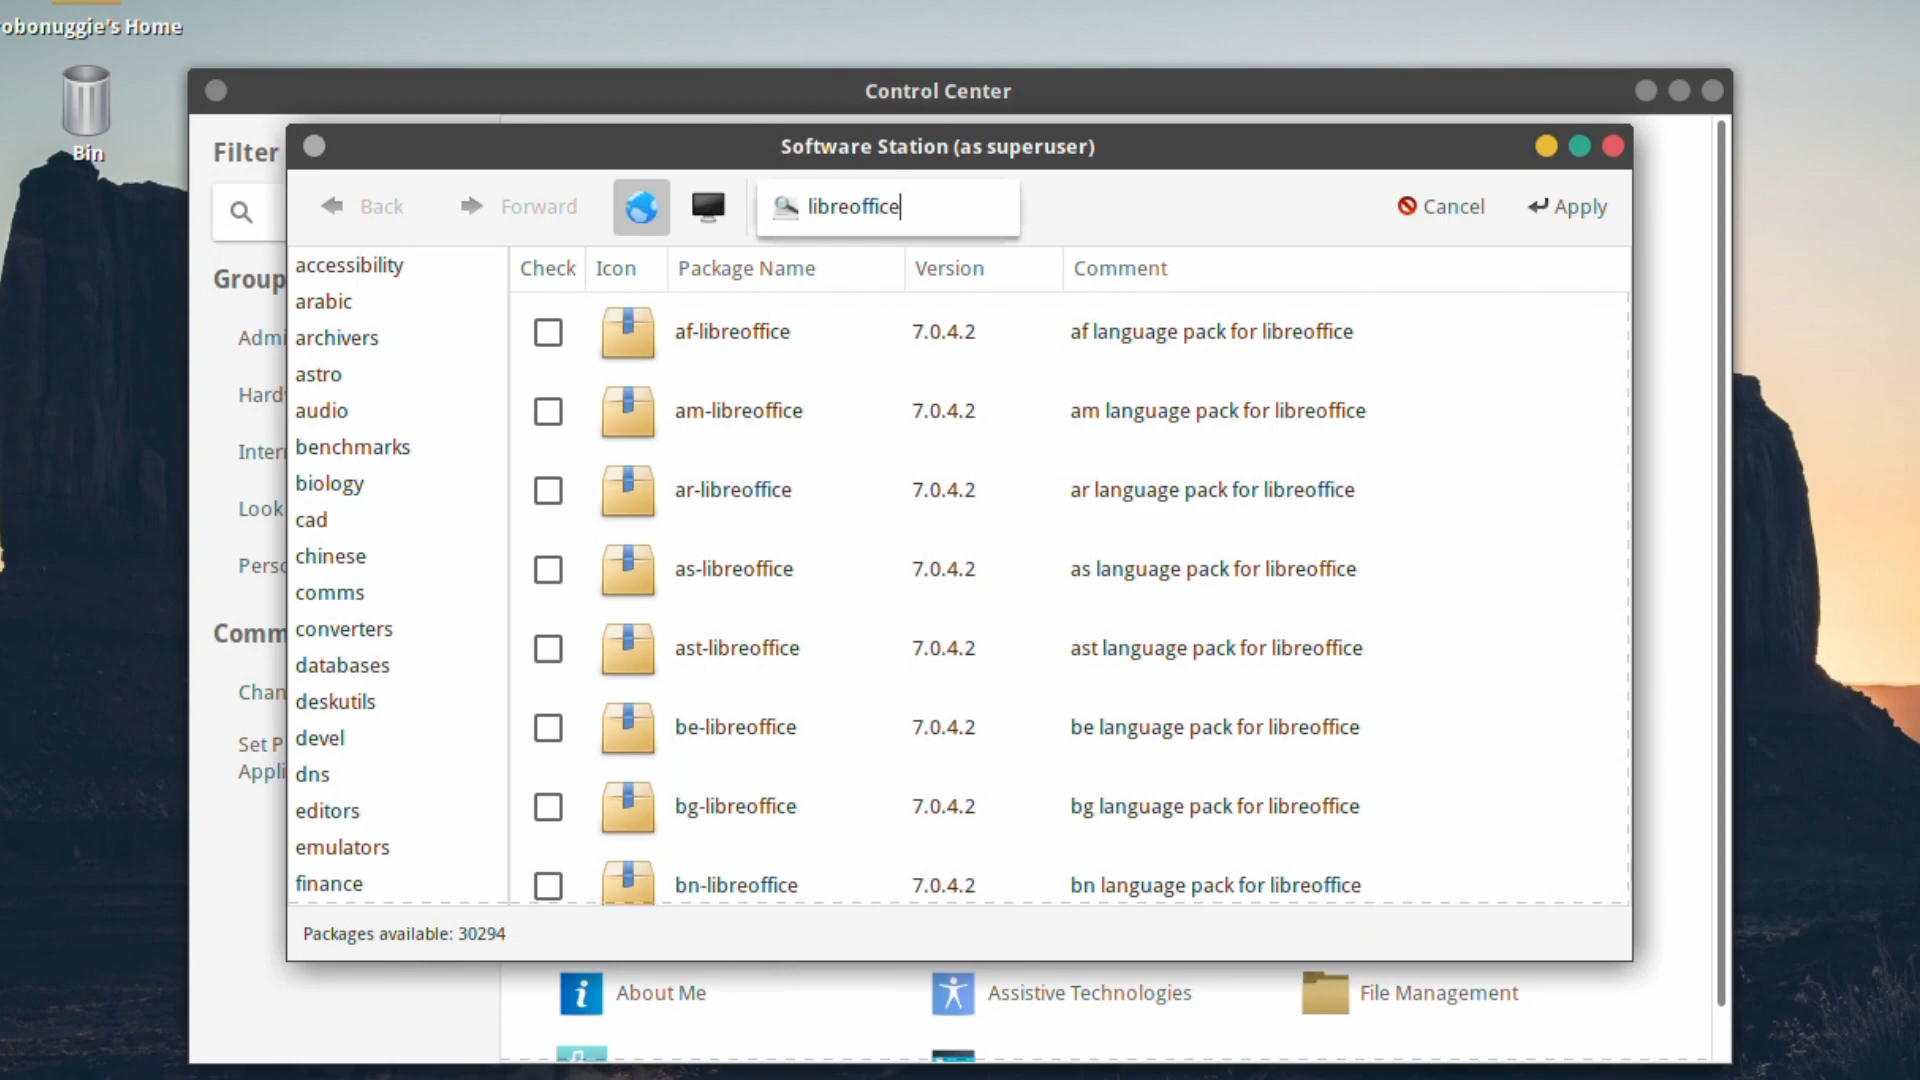 obonuggie's Home
Bin
Control Center
Filter
Groups
Software Station (as superuser)
Back
Forward
libreoffice
Cancel
Apply
Admi
Hardw
Inter
Look
Perso
Comm
Chan
Set P
Appli
accessibility
arabic
archivers
astro
audio
benchmarks
biology
cad
chinese
comms
converters
databases
deskutils
devel
dns
editors
emulators
finance
Check Icon Package Name Version Comment
af-libreoffice 7.0.4.2 af language pack for libreoffice
am-libreoffice 7.0.4.2 am language pack for libreoffice
ar-libreoffice 7.0.4.2 ar language pack for libreoffice
as-libreoffice 7.0.4.2 as language pack for libreoffice
ast-libreoffice 7.0.4.2 ast language pack for libreoffice
be-libreoffice 7.0.4.2 be language pack for libreoffice
bg-libreoffice 7.0.4.2 bg language pack for libreoffice
bn-libreoffice 7.0.4.2 bn language pack for libreoffice
Packages available: 30294
About Me
Assistive Technologies
File Management